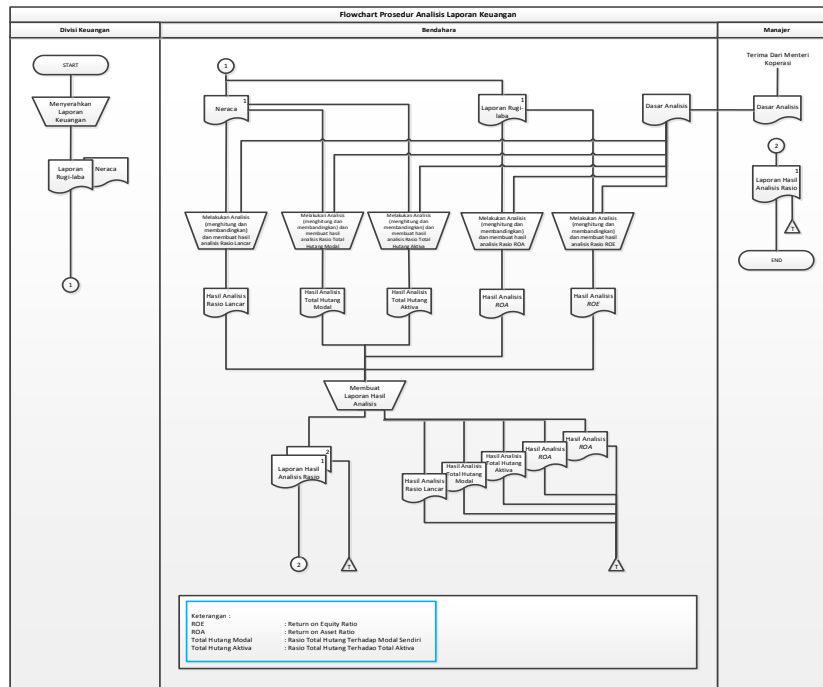 Flowchart Prosedur Analisis Laporan Keuangan
Divisi Keuangan
Bendahara
Manajer
START
Menyerahkan
Laporan
Keuangan
Laporan
Rugi-laba
Neraca
1
1
Neraca
1
Laporan Rugi-
laba
1
Dasar Analisis
Melakukan Analisis
(menghitung dan
membandingkan)
dan membuat hasil
analisis Rasio Lancar
Melakukan Analisis
(menghitung dan
membandingkan) dan
membuat hasil
analisis Rasio Total
Hutang Modal
Melakukan Analisis
(menghitung dan
membandingkan) dan
membuat hasil
analisis Rasio Total
Hutang Aktiva
Melakukan Analisis
(menghitung dan
membandingkan)
dan membuat hasil
analisis Rasio ROA
Melakukan Analisis
(menghitung dan
membandingkan)
dan membuat hasil
analisis Rasio ROE
Hasil Analisis
Rasio Lancar
Hasil Analisis
Total Hutang
Modal
Hasil Analisis
Total Hutang
Aktiva
Hasil Analisis
ROA
Hasil Analisis
ROE
Membuat
Laporan Hasil
Analisis
2
1
Laporan Hasil
Analisis Rasio
2
T
Hasil Analisis
Rasio Lancar
Hasil Analisis
Total Hutang
Modal
Hasil Analisis
Total Hutang
Aktiva
Hasil Analisis
ROA
Hasil Analisis
ROA
T
Terima Dari Menteri
Koperasi
Dasar Analisis
2
1
Laporan Hasil
Analisis Rasio
T
END
Keterangan :
ROE : Return on Equity Ratio
ROA : Return on Asset Ratio
Total Hutang Modal : Rasio Total Hutang Terhadap Modal Sendiri
Total Hutang Aktiva : Rasio Total Hutang Terhadao Total Aktiva